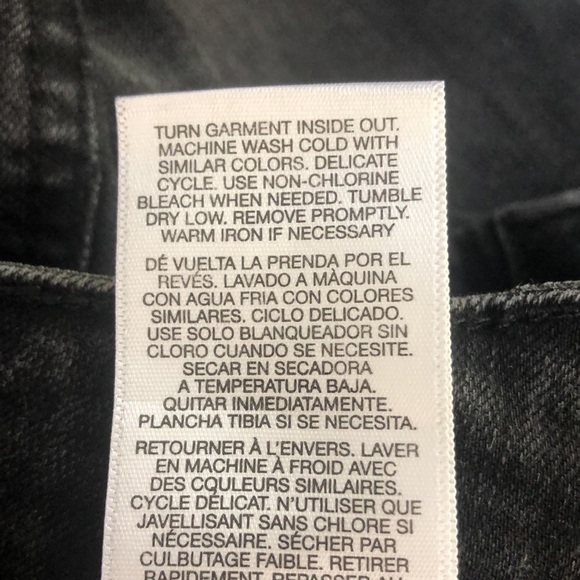 TURN GARMENT INSIDE OUT.
MACHINE WASH COLD WITH
SIMILAR COLORS. DELICATE
CYCLE. USE NON-CHLORINE
BLEACH WHEN NEEDED. TUMBLE
DRY LOW. REMOVE PROMPTLY.
WARM IRON IF NECESSARY
DÉ VUELTA LA PRENDA POR EL
REVÉS. LAVADO A MÀQUINA
CON AGUA FRIA CON COLORES
SIMILARES. CICLO DELICADO.
USE SOLO BLANQUEADOR SIN
CLORO CUANDO SE NECESITE.
SECAR EN SECADORA
A TEMPERATURA BAJA.
QUITAR INMEDIATAMENTE.
PLANCHA TIBIA SI SE NECESITA.
RETOURNER À L'ENVERS. LAVER
EN MACHINE À FROID AVEC
DES COULEURS SIMILAIRES.
CYCLE DÉLICAT. N'UTILISER QUE
JAVELLISANT SANS CHLORE SI
NÉCESSAIRE. SÉCHER PAR
CULBUTAGE FAIBLE. RETIRER
RAPIDEMENT. REPASSER AU